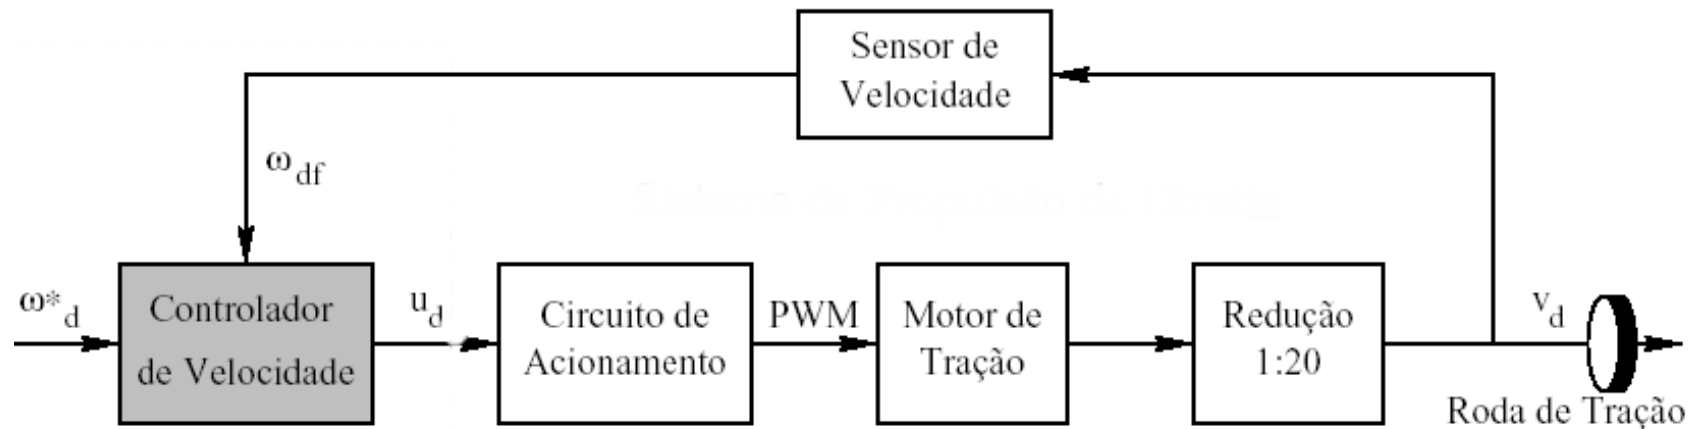 Sensor de
Velocidade
ω df
ω* d
Controlador
de Velocidade
u d
Circuito de
Acionamento
PWM
Motor de
Tração
Redução
1:20
v d
Roda de Tração